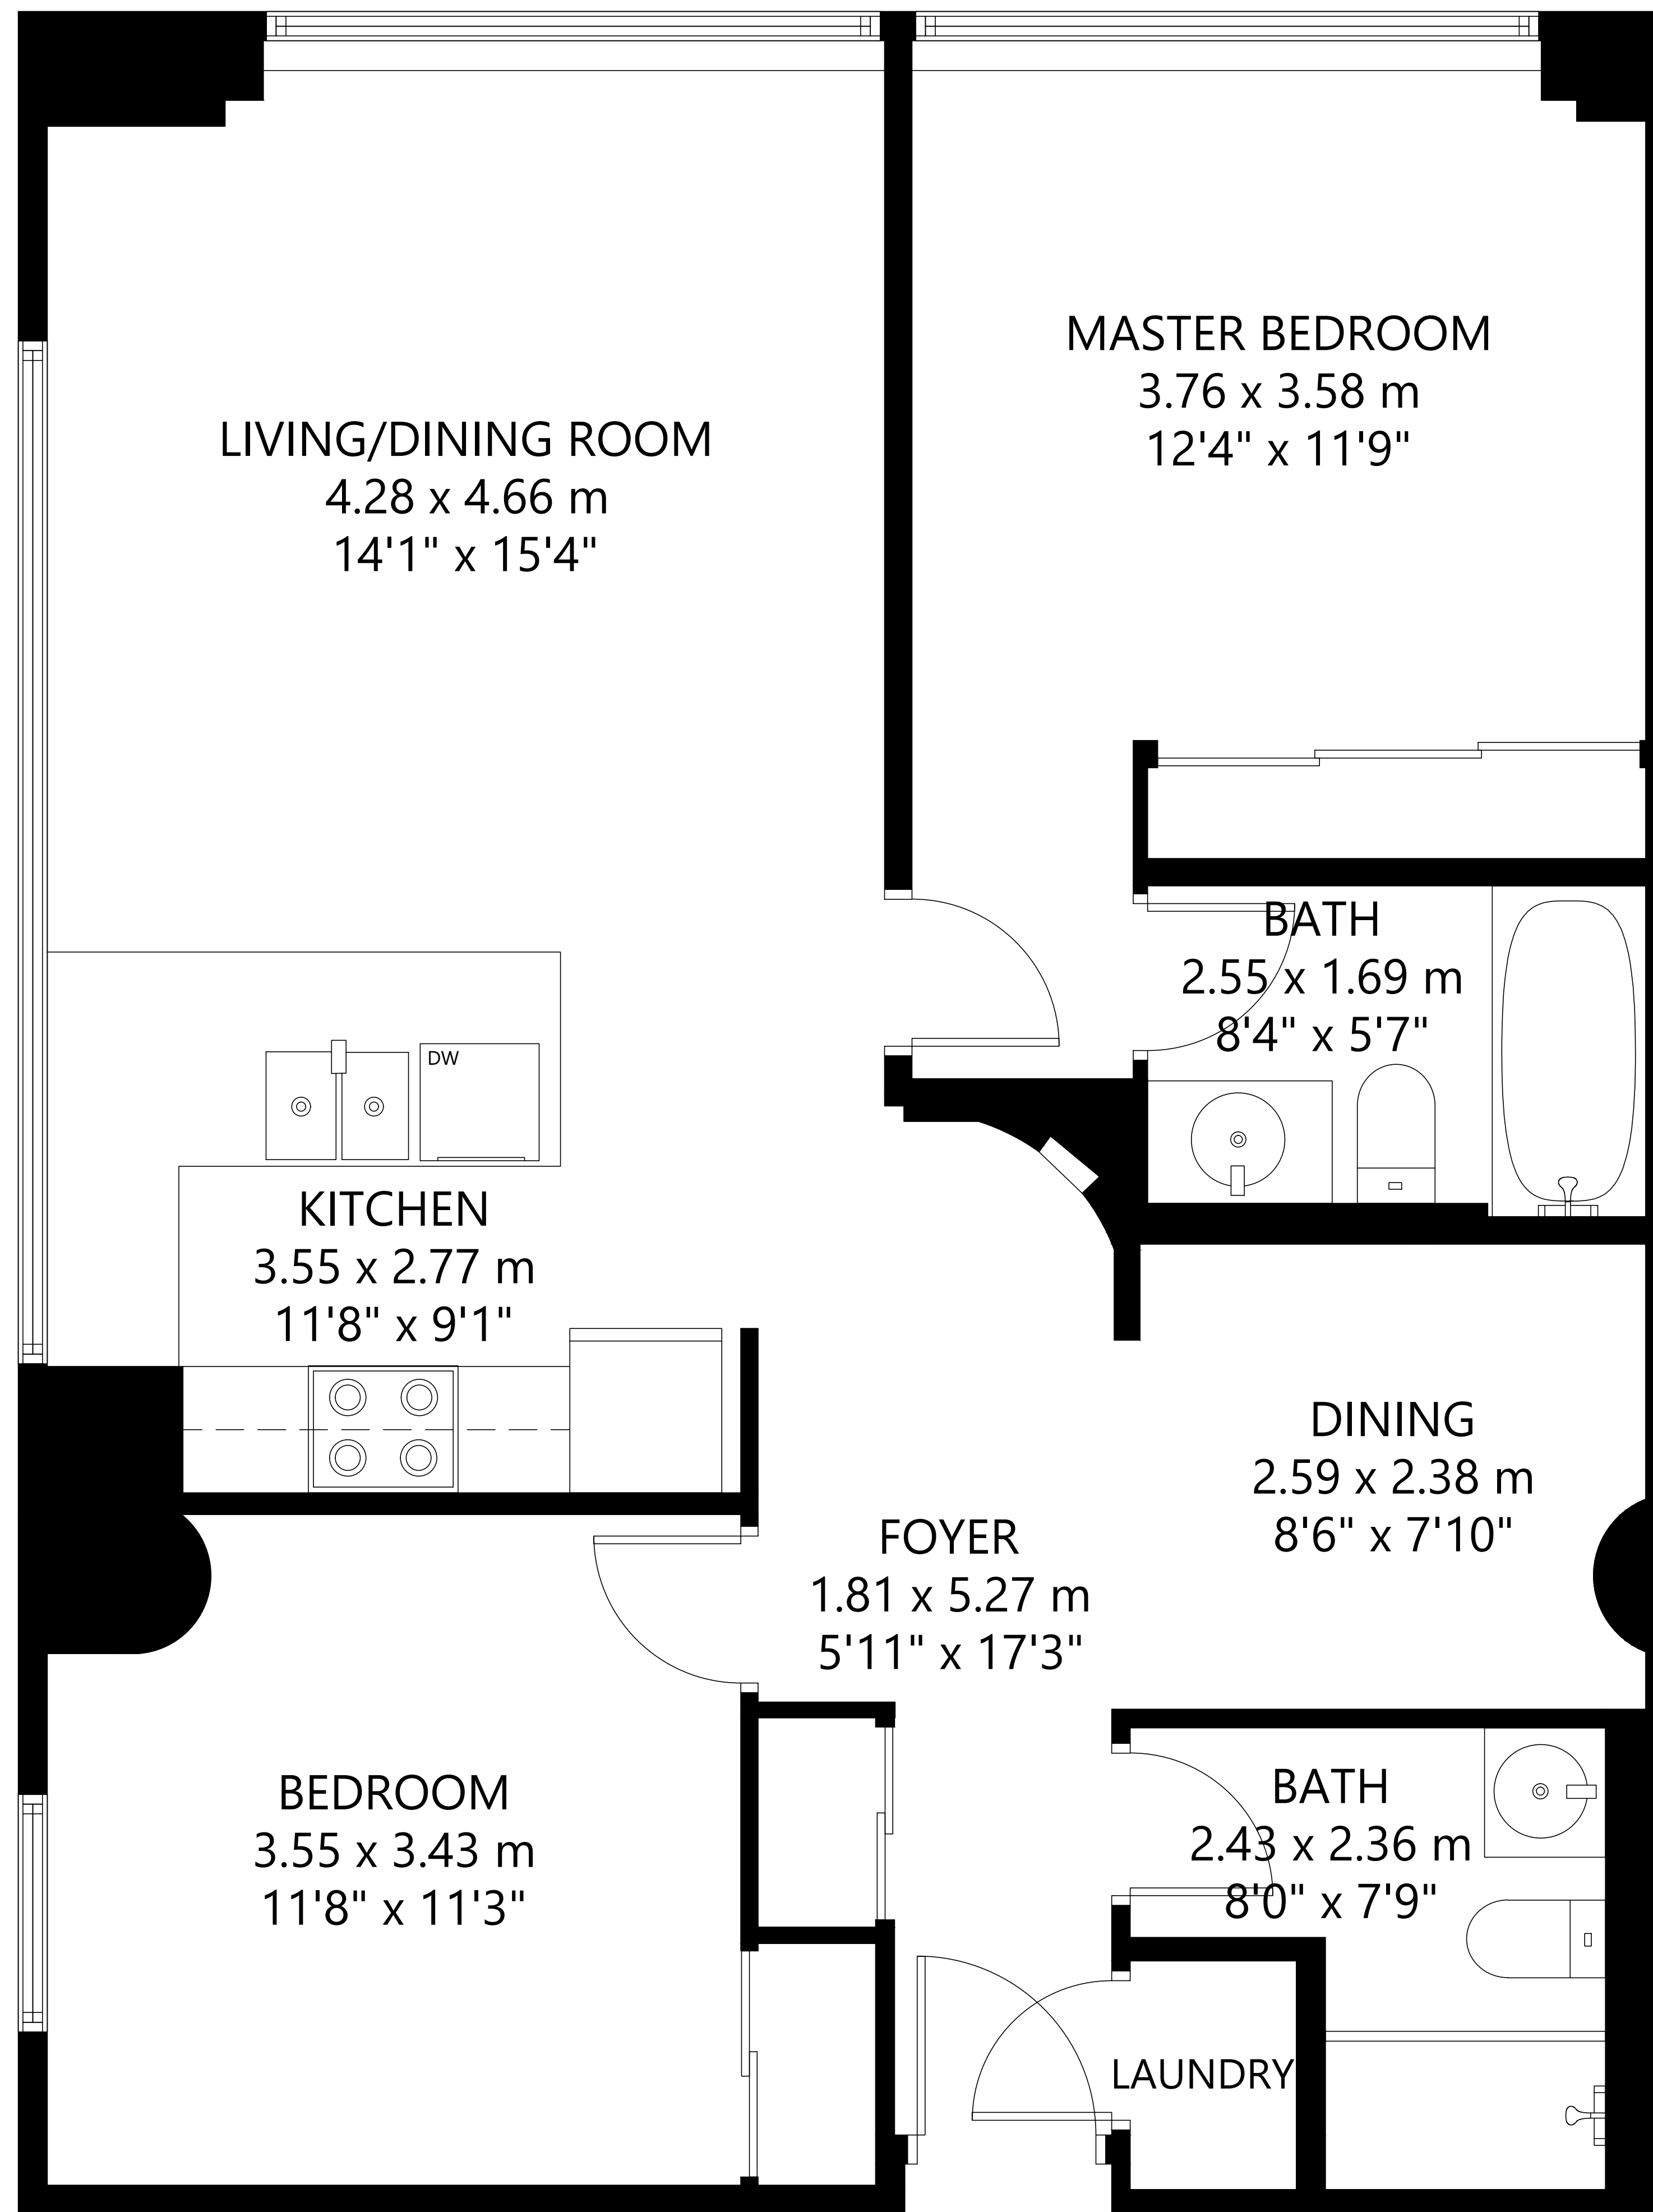 MASTER BEDROOM
3.76 x 3.58 m
12'4" x 11'9"
LIVING/DINING ROOM
4.28 x 4.66 m
14'1" x 15'4"
BATH
2.55 x 1.69 m
8'4" x 5'7"
DW
KITCHEN
3.55 x 2.77 m
11'8" x 9'1"
DINING
2.59 x 2.38 m
8'6" x 7'10"
FOYER
1.81 x 5.27 m
5'11" x 17'3"
BEDROOM
3.55 x 3.43 m
11'8" x 11'3"
BATH
2.43 x 2.36 m
8'0" x 7'9"
LAUNDRY